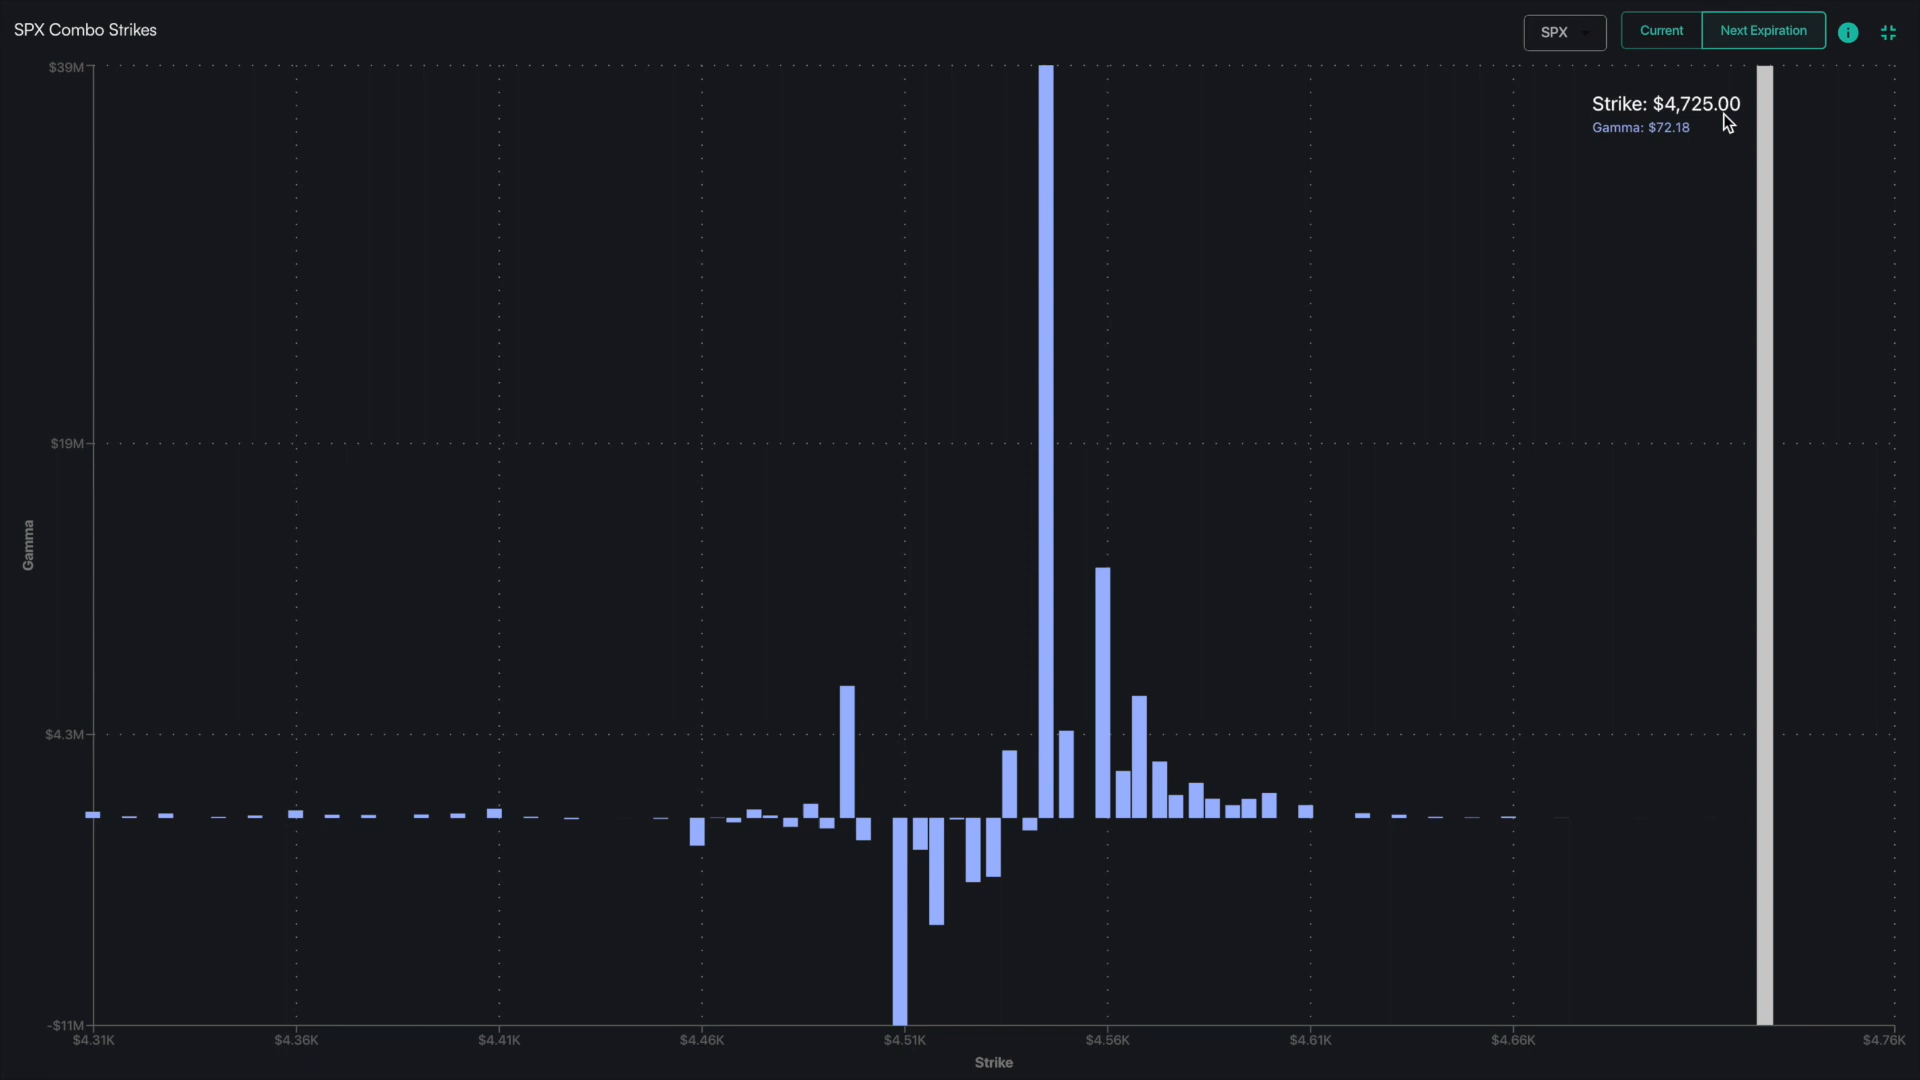 SPX Combo Strikes
SPX
Current
Next Expiration
i
$39M
Strike: $4,725.00
Gamma: $72.18
$19M
Gamma
$4.3M
-$11M
$4.31K
$4.36K
$4.41K
$4.46K
$4.51K
$4.56K
$4.61K
$4.66K
$4.76K
Strike